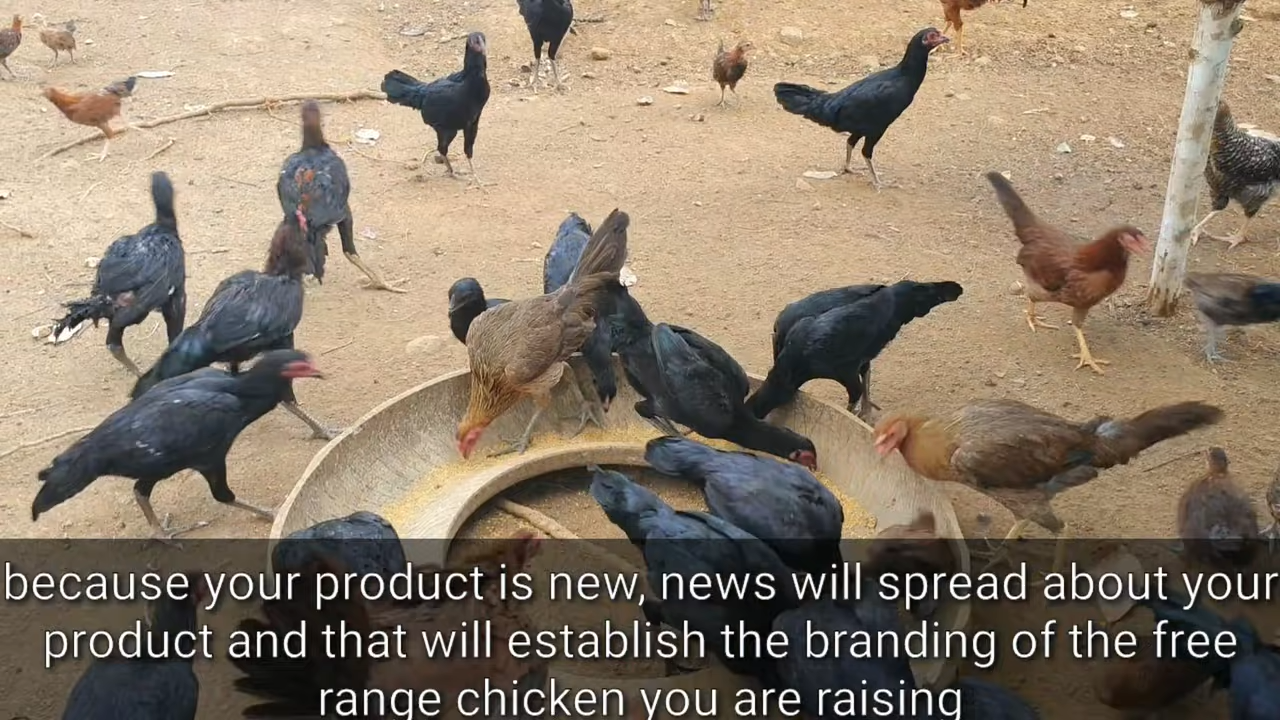 because your product is new, news will spread about your
product and that will establish the branding of the free
range chicken you are raising